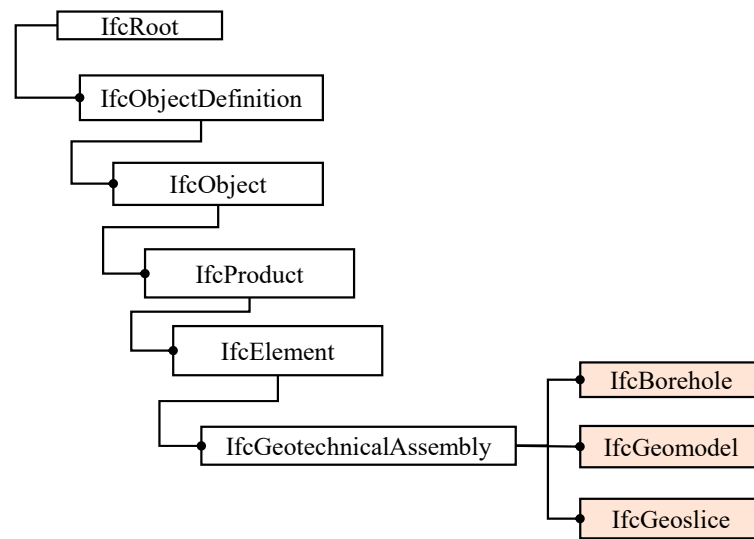 IfcRoot
IfcObjectDefinition
IfcObject
IfcProduct
IfcElement
IfcGeotechnicalAssembly
IfcBorehole
IfcGeomodel
IfcGeoslice